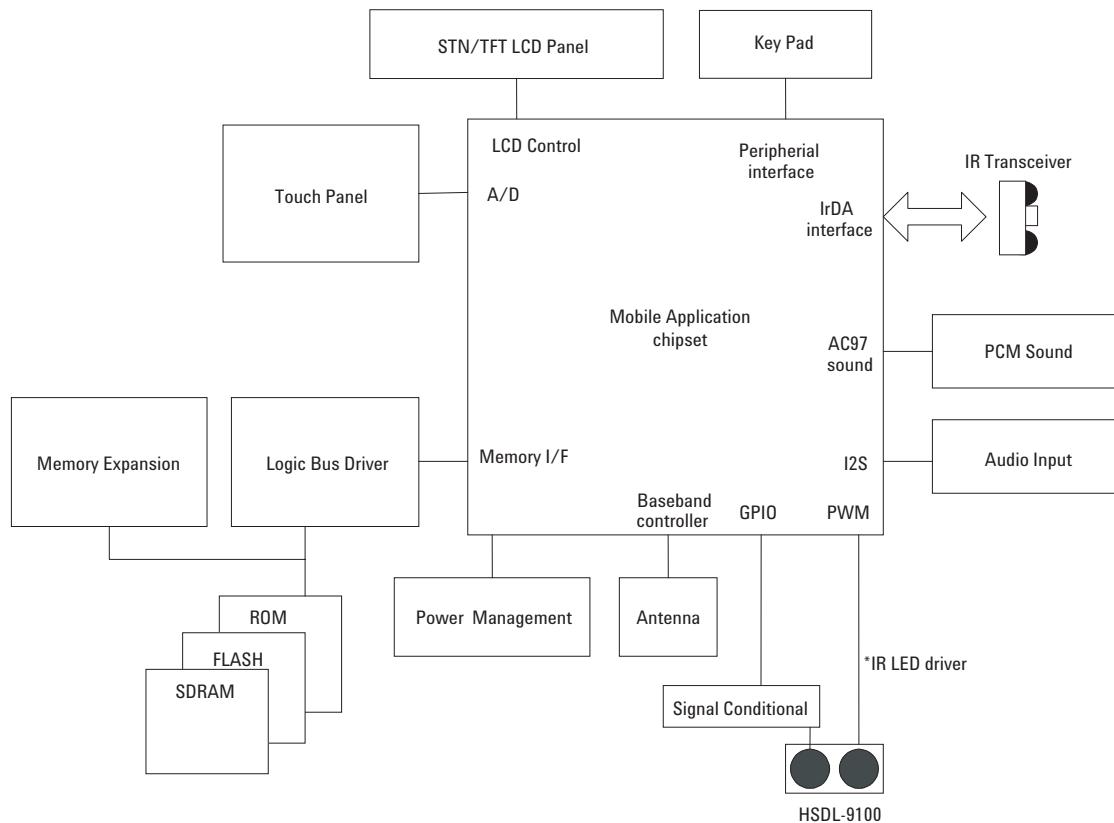 STN/TFT LCD Panel
Key Pad
LCD Control
Peripherial
interface
IR Transceiver
Touch Panel
A/D
IrDA
interface
Mobile Application
chipset
AC97
sound
PCM Sound
Memory Expansion
Logic Bus Driver
Memory I/F
I2S
Audio Input
Baseband
controller
GPIO
PWM
ROM
Power Management
Antenna
FLASH
*IR LED driver
SDRAM
Signal Conditional
HSDL-9100